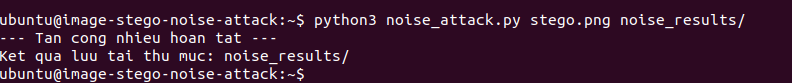 ubuntu@image-stego-noise-attack:~$ python3 noise_attack.py stego.png noise_results/
--- Tan cong nhieu hoan tat ---
Ket qua luu tai thu muc: noise_results/
ubuntu@image-stego-noise-attack:~$